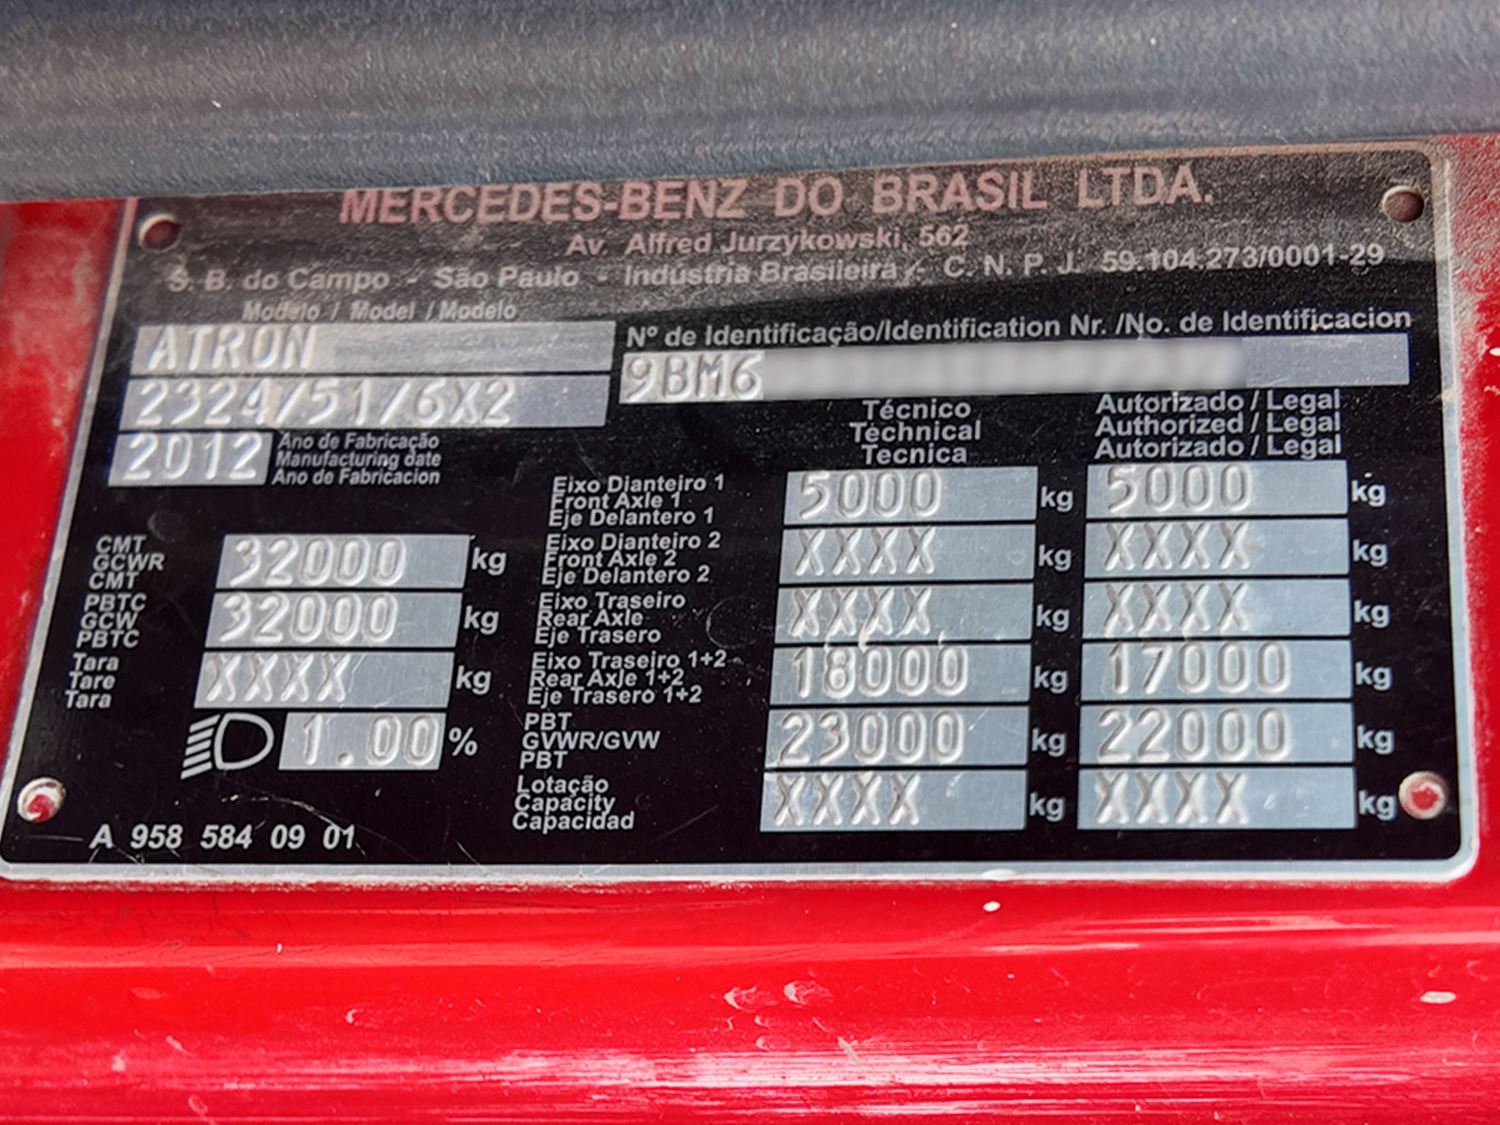 MERCEDES-BENZ DO BRASIL LTDA.
Av. Alfred Jurzykowski, 562
S. B. do Campo - São Paulo - Indústria Brasileira - C. N. P. J. 59.104.273/0001-29
Modelo / Model / Modelo
ATRON
2324/51/6X2
2012
Ano de Fabricação
Manufacturing date
Ano de Fabricacion
Nº de Identificação/Identification Nr. /No. de Identificacion
9BM6
Técnico
Téchnical
Tecnica
Autorizado / Legal
Authorized / Legal
Autorizado / Legal
CMT
GCWR
CMT
32000 kg
PBTC
GCW
PBTC
32000 kg
Tara
Tare
Tara
XXXX kg
1.00 %
A 958 584 09 01
Eixo Dianteiro 1
Front Axle 1
Eje Delantero 1
5000 kg 5000 kg
Eixo Dianteiro 2
Front Axle 2
Eje Delantero 2
XXXX kg XXXX kg
Eixo Traseiro
Rear Axle
Eje Trasero
XXXX kg XXXX kg
Eixo Traseiro 1+2
Rear Axle 1+2
Eje Trasero 1+2
18000 kg 17000 kg
PBT
GVWR/GVW
PBT
23000 kg 22000 kg
Lotação
Capacity
Capacidad
XXXX kg XXXX kg